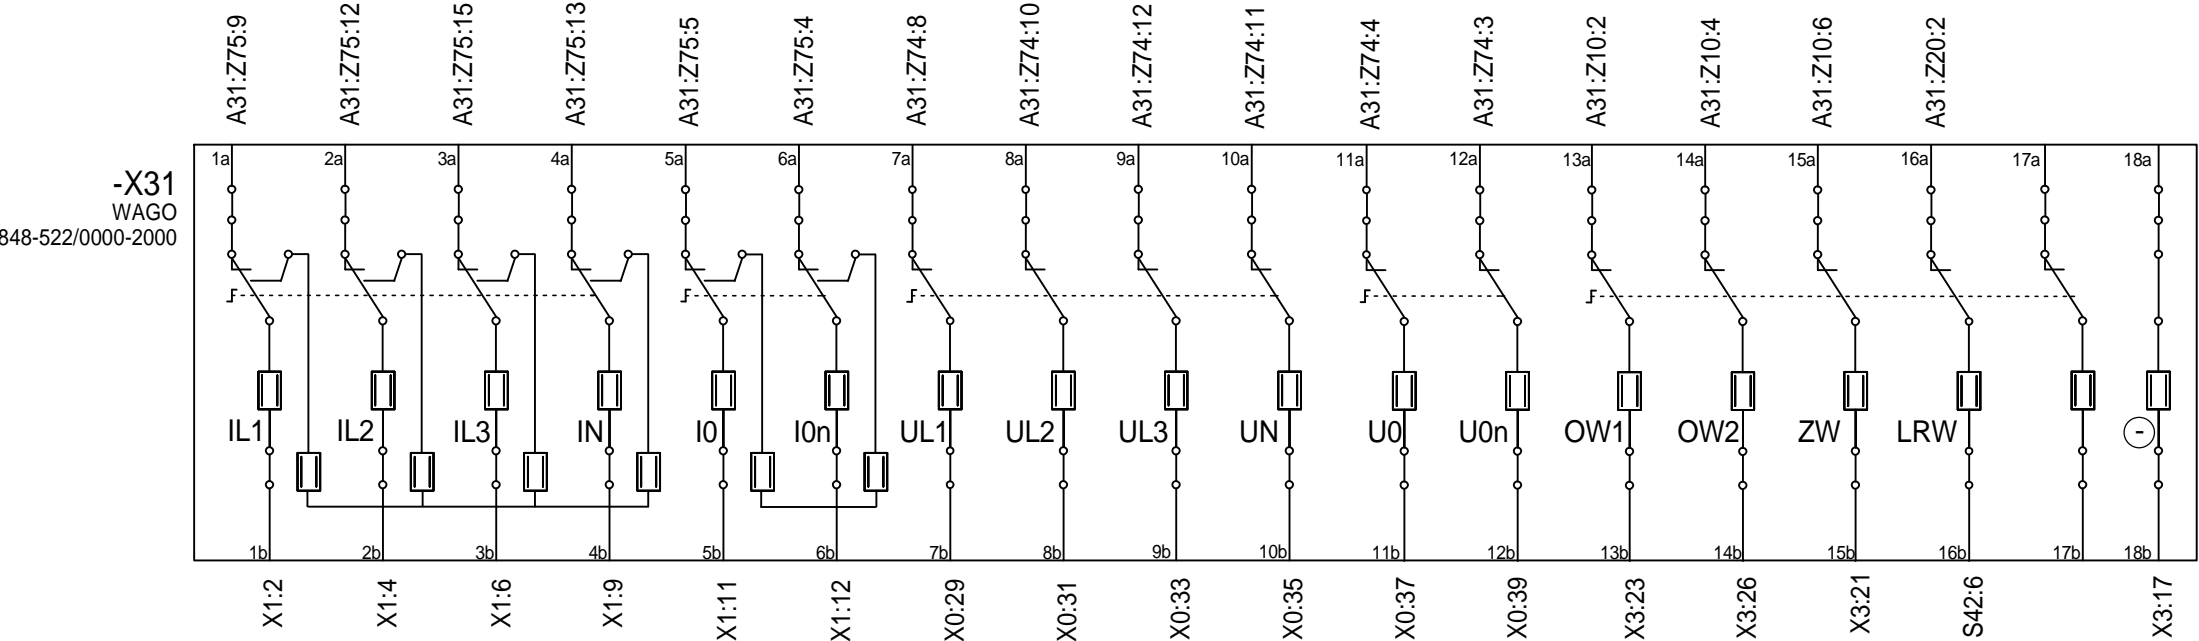 A31:Z75:9
A31:Z75:12
A31:Z75:15
A31:Z75:13
A31:Z75:5
A31:Z75:4
A31:Z74:8
A31:Z74:10
A31:Z74:12
A31:Z74:11
A31:Z74:4
A31:Z74:3
A31:Z10:2
A31:Z10:4
A31:Z10:6
A31:Z20:2
1a 2a 3a 4a 5a 6a 7a 8a 9a 10a 11a 12a 13a 14a 15a 16a 17a 18a
-X31
WAGO
848-522/0000-2000
IL1 IL2 IL3 IN I0 I0n UL1 UL2 UL3 UN U0 U0n OW1 OW2 ZW LRW -
1b 2b 3b 4b 5b 6b 7b 8b 9b 10b 11b 12b 13b 14b 15b 16b 17b 18b
X1:2
X1:4
X1:6
X1:9
X1:11
X1:12
X0:29
X0:31
X0:33
X0:35
X0:37
X0:39
X3:23
X3:26
X3:21
S42:6
X3:17